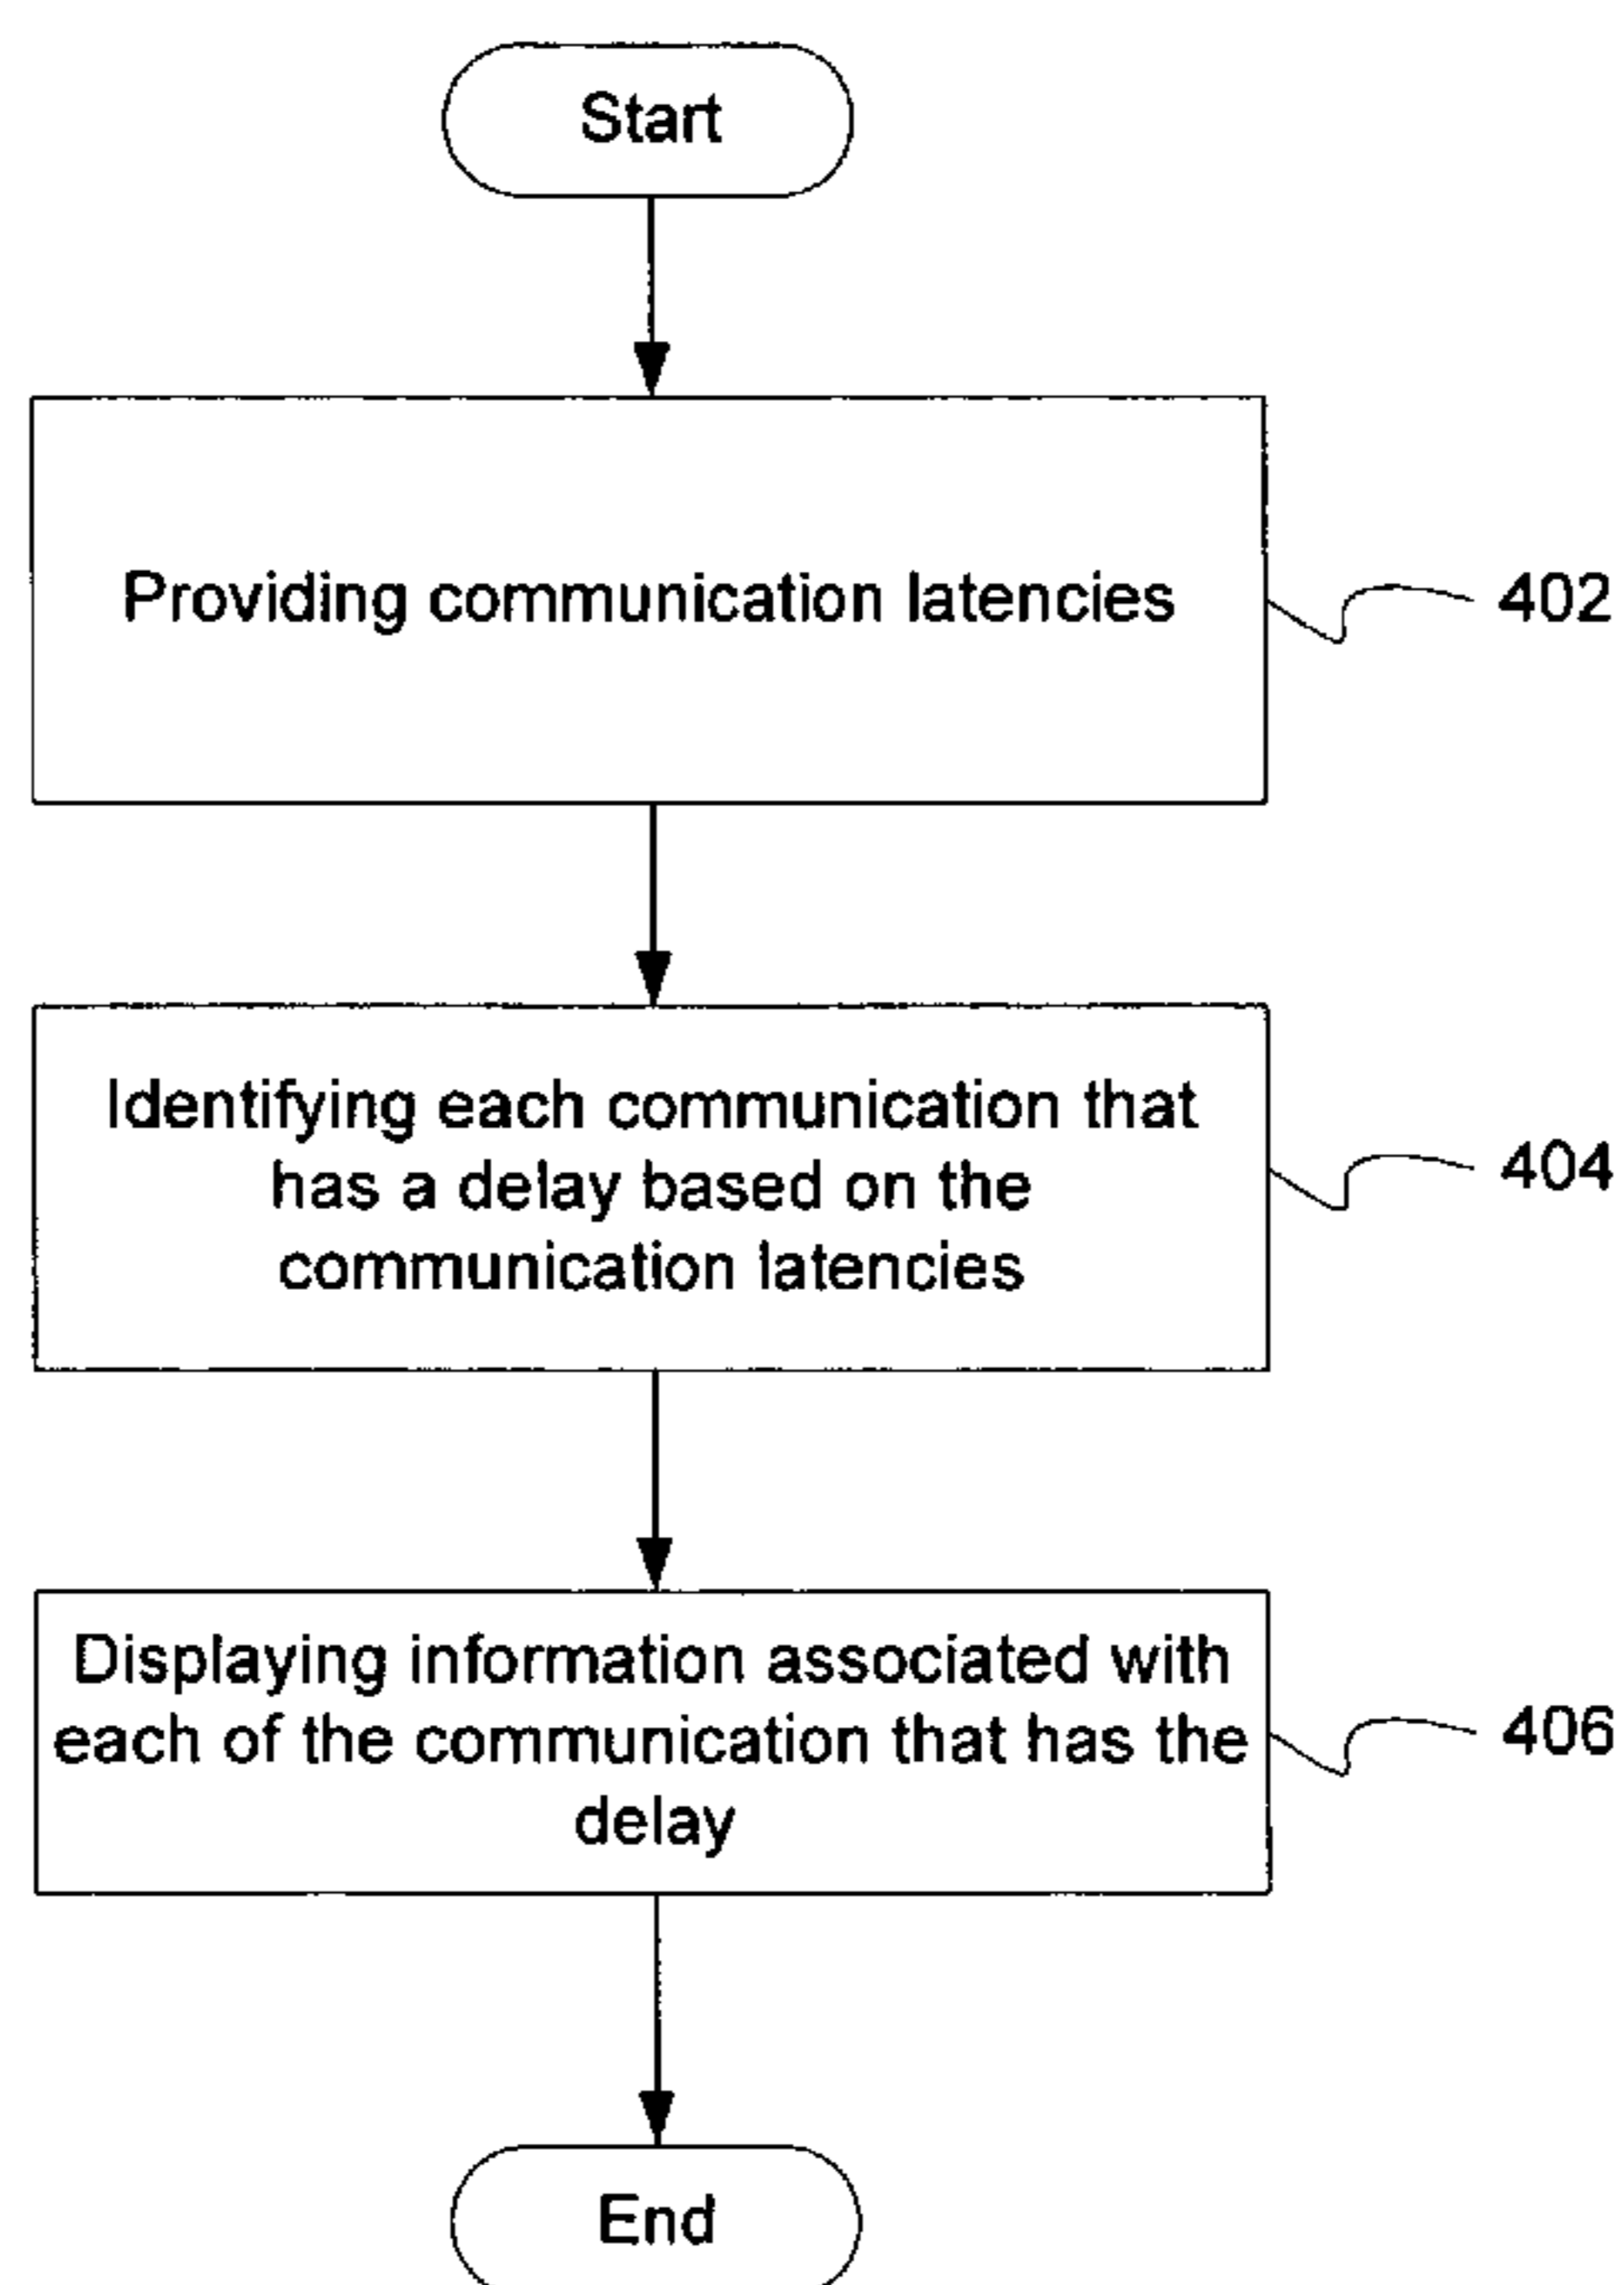 Start
Providing communication latencies
402
Identifying each communication that
has a delay based on the
communication latencies
404
Displaying information associated with
each of the communication that has the
delay
406
End